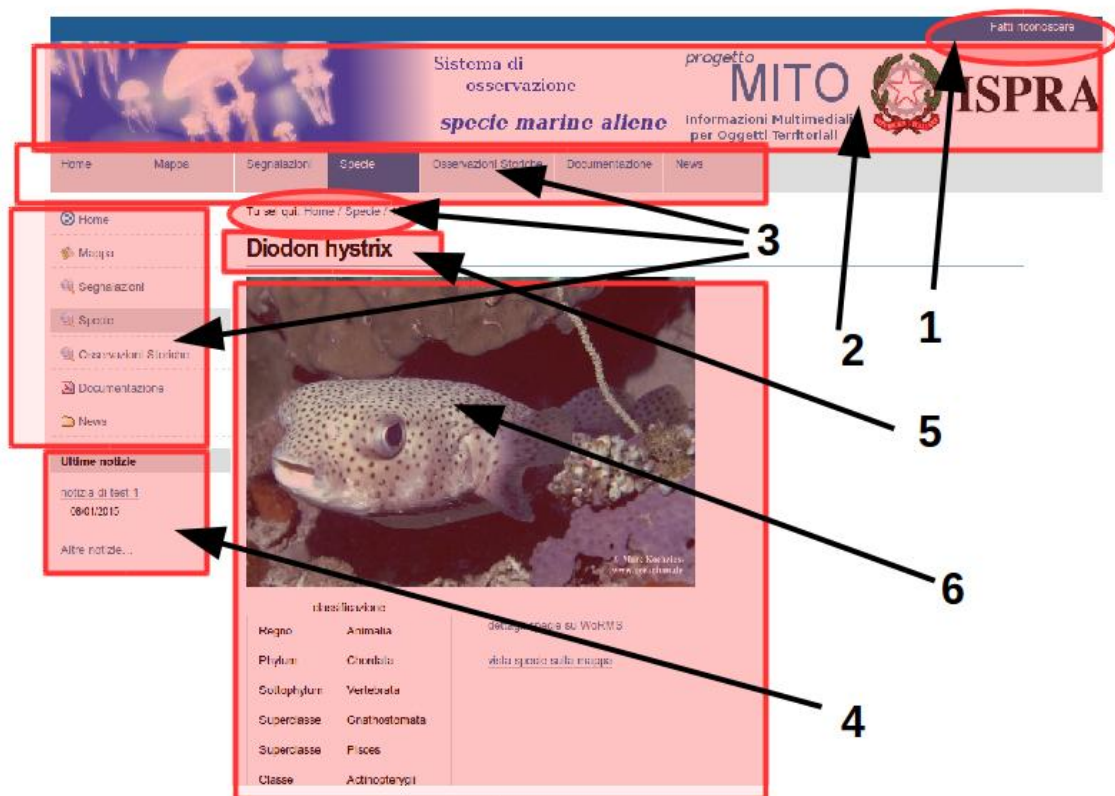 Fatti riconoscere
Sistema di
osservazione
specie marine aliene
progetto
MITO
Informazioni Multimediali
per Oggetti Territoriali
ISPRA
Home Mappa Segnalazioni Specie Osservazioni Storiche Documentazione News
Tu sei qui: Home / Specie /
Diodon hystrix
Home
Mappa
Segnalazioni
Specie
Osservazioni Storiche
Documentazione
News
Ultime notizie
notizia di test 1
08/01/2015
Altre notizie...
classificazione
Regno Animalia
Phylum Chordata
Sottophylum Vertebrata
Superclasse Gnathostomata
Superclasse Pisces
Classe Actinopterygii
specie su WoRMS
vista specie sulla mappa
1
2
3
4
5
6